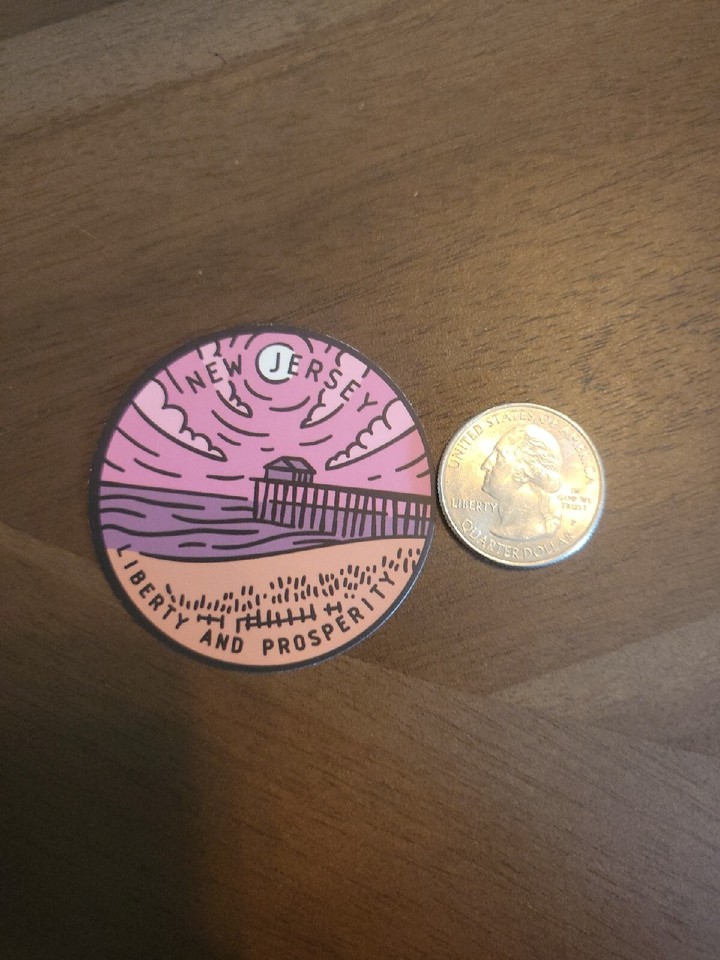 NEW JERSEY
LIBERTY AND PROSPERITY
UNITED STATES OF AMERICA
LIBERTY
IN
GOD WE
TRUST
QUARTER DOLLAR